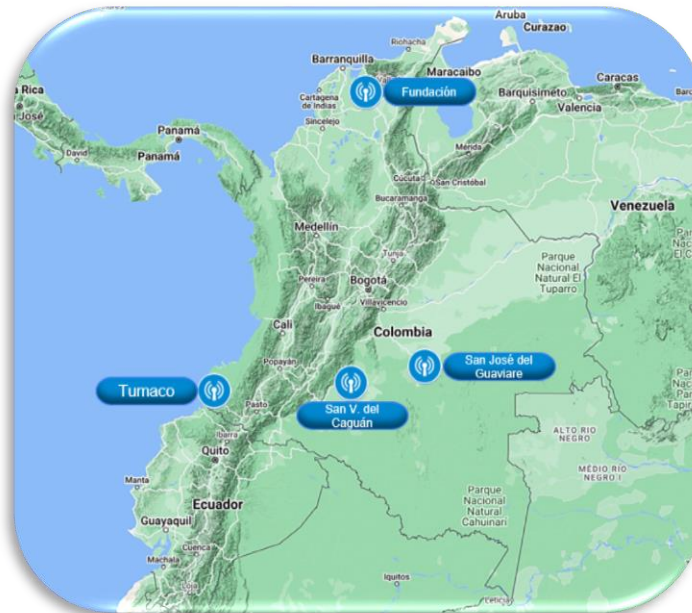 Aruba
Curazao
Riohacha
Barranquilla
Maracaibo
Caracas
Fundación
Cartagena
de Indias
Barquisimeto
Valencia
Rica
José
Sincelejo
Panamá
David
Panamá
Mérida
Cúcuta
San Cristóbal
Bucaramanga
Venezuela
Medellín
Parque
Nacional
Natural El
Tuparro
Tunja
Pereira
Bogotá
Ibagué
Villavicencio
Cali
Colombia
Popayán
San José del
Guaviare
Tumaco
Pasto
San V. del
Caguán
Ibarra
Quito
ALTO RIO
NEGRO
Manta
MÉDIO RIO
NEGRO I
Ecuador
Parque
Nacional
Natural
Cahuinari
Guayaquil
Cuenca
Machala
Loja
Iquitos
Leticia